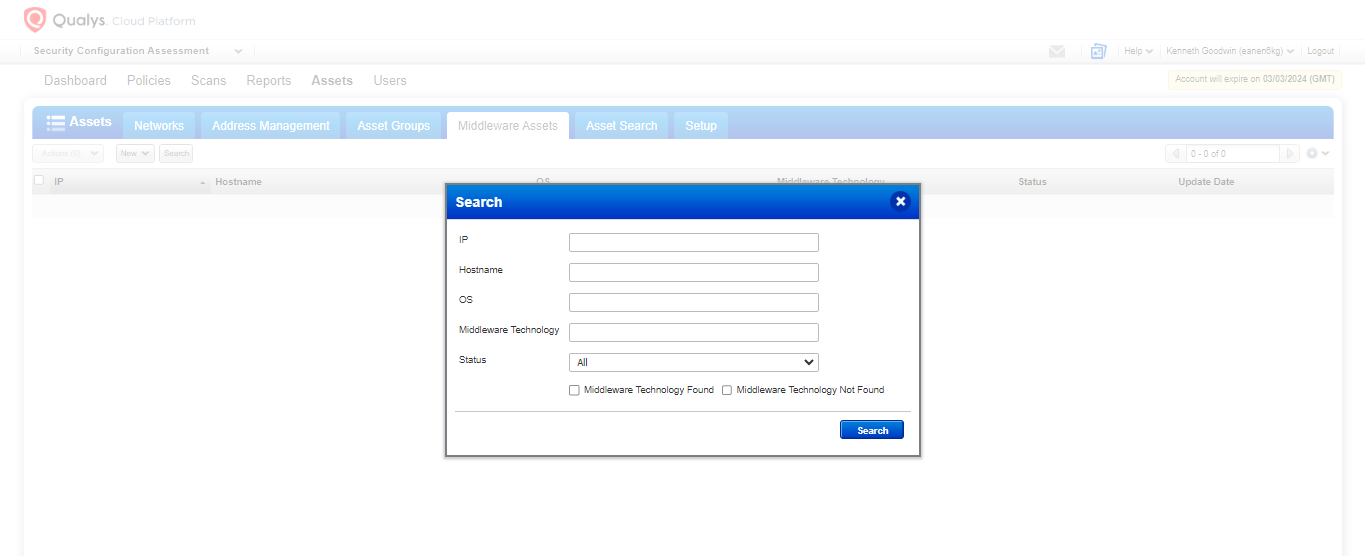 Qualys. Cloud Platform
Security Configuration Assessment
Help
Kenneth Goodwin (eanen6kg)
Logout
Dashboard Policies Scans Reports Assets Users
Account will expire on 03/03/2024 (GMT)
Assets Networks Address Management Asset Groups Middleware Assets Asset Search Setup
Actions (0) New Search 0 - 0 of 0
IP Hostname OS Middleware Technology Status Update Date
Search
IP
Hostname
OS
Middleware Technology
Status All
Middleware Technology Found Middleware Technology Not Found
Search